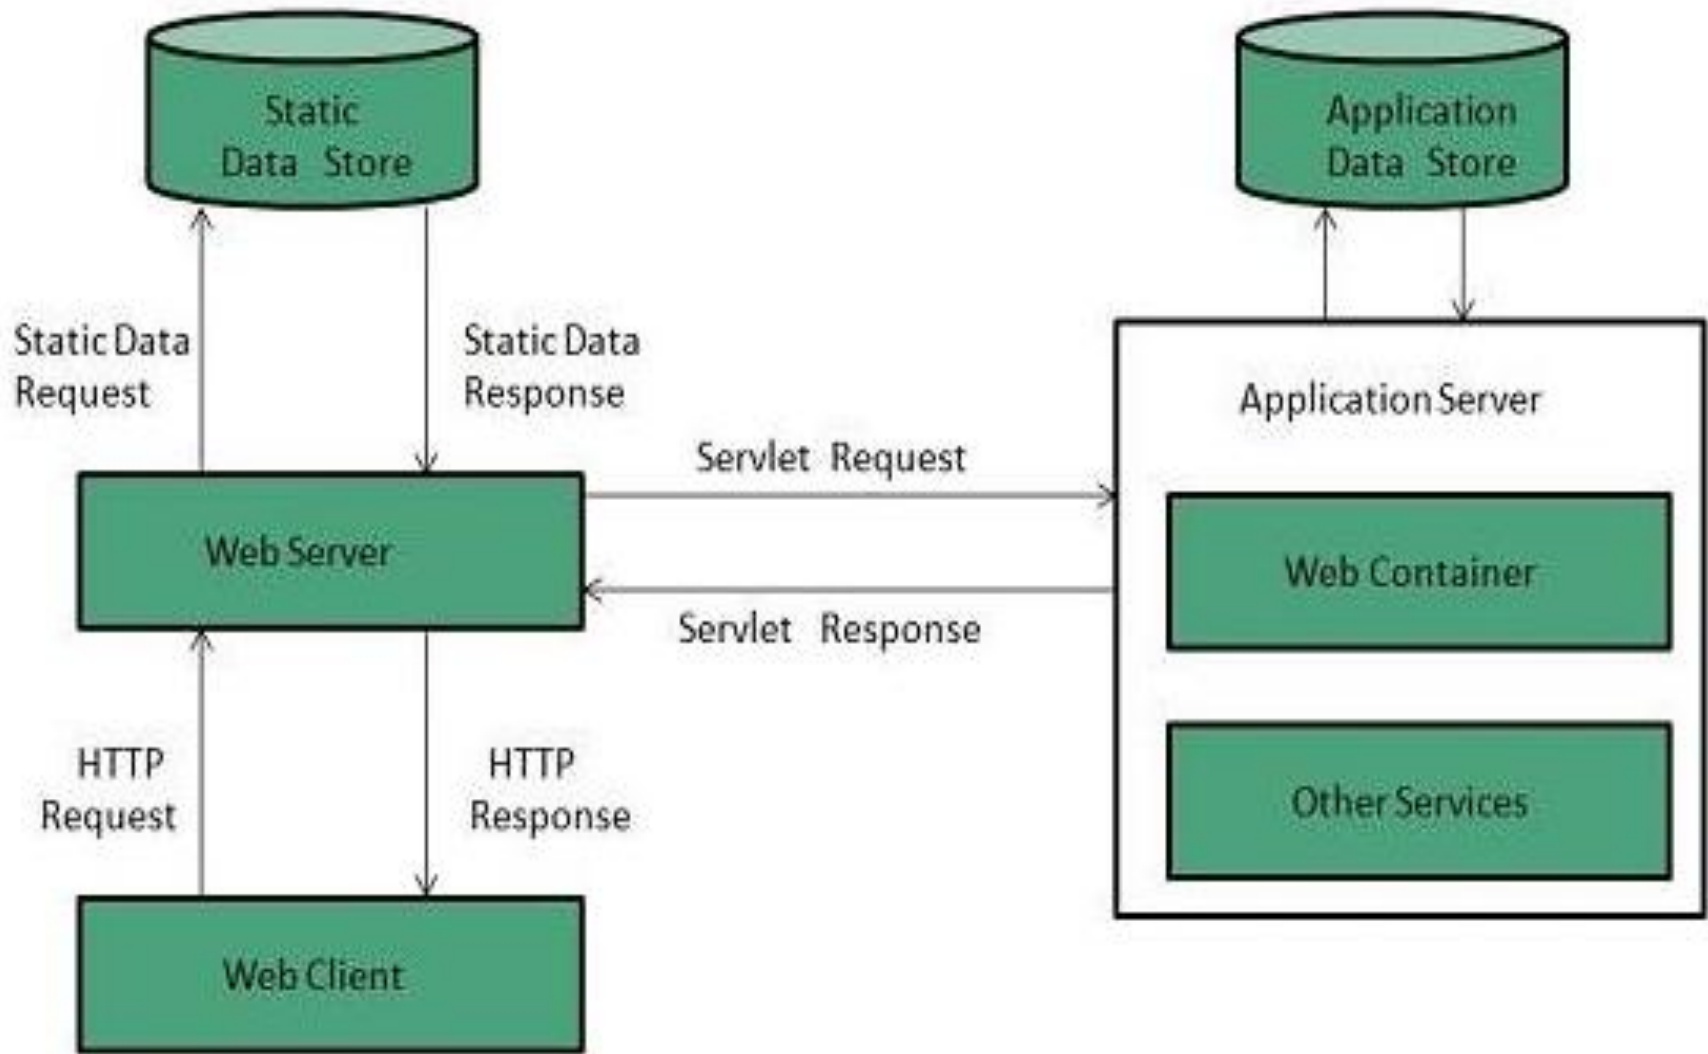 Static
Data Store
Application
Data Store
Static Data
Request
Static Data
Response
Servlet Request
Application Server
Web Server
Web Container
Servlet Response
HTTP
Request
HTTP
Response
Other Services
Web Client